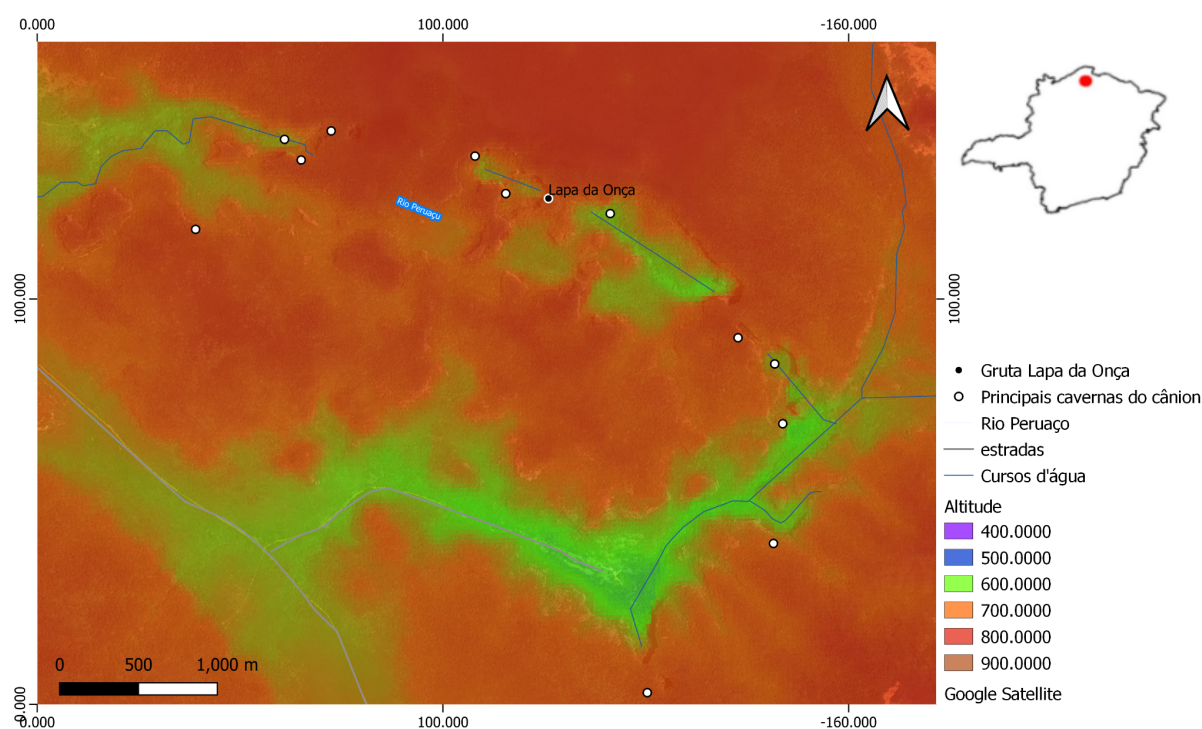 0.000
100.000
-160.000
Lapa da Onça
Rio Peruaçu
100.000
100.000
Gruta Lapa da Onça
Principais cavernas do cânion
Rio Peruaço
estradas
Cursos d'água
Altitude
400.0000
500.0000
600.0000
700.0000
800.0000
900.0000
Google Satellite
0
500
1,000 m
0.000
0.000
100.000
-160.000